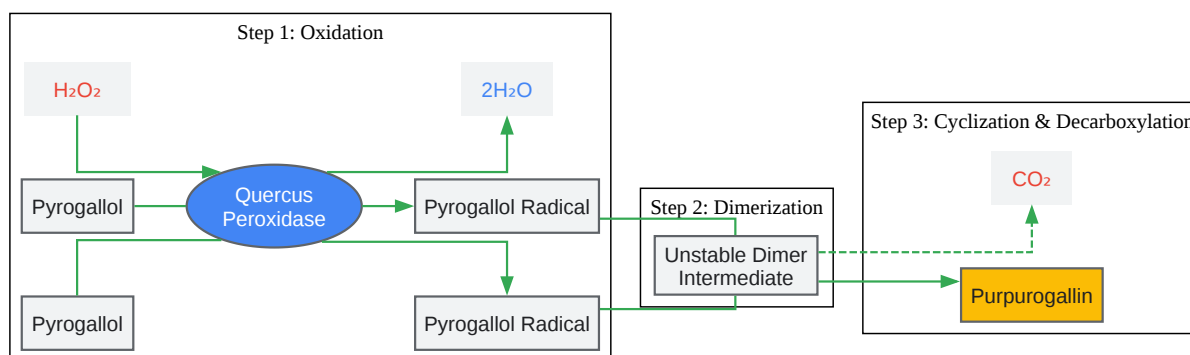 Step 1: Oxidation
H₂O₂
2H₂O
Pyrogallol
Quercus
Peroxidase
Pyrogallol Radical
Pyrogallol
Pyrogallol Radical
Step 2: Dimerization
Unstable Dimer
Intermediate
Step 3: Cyclization & Decarboxylation
CO₂
Purpurogallin